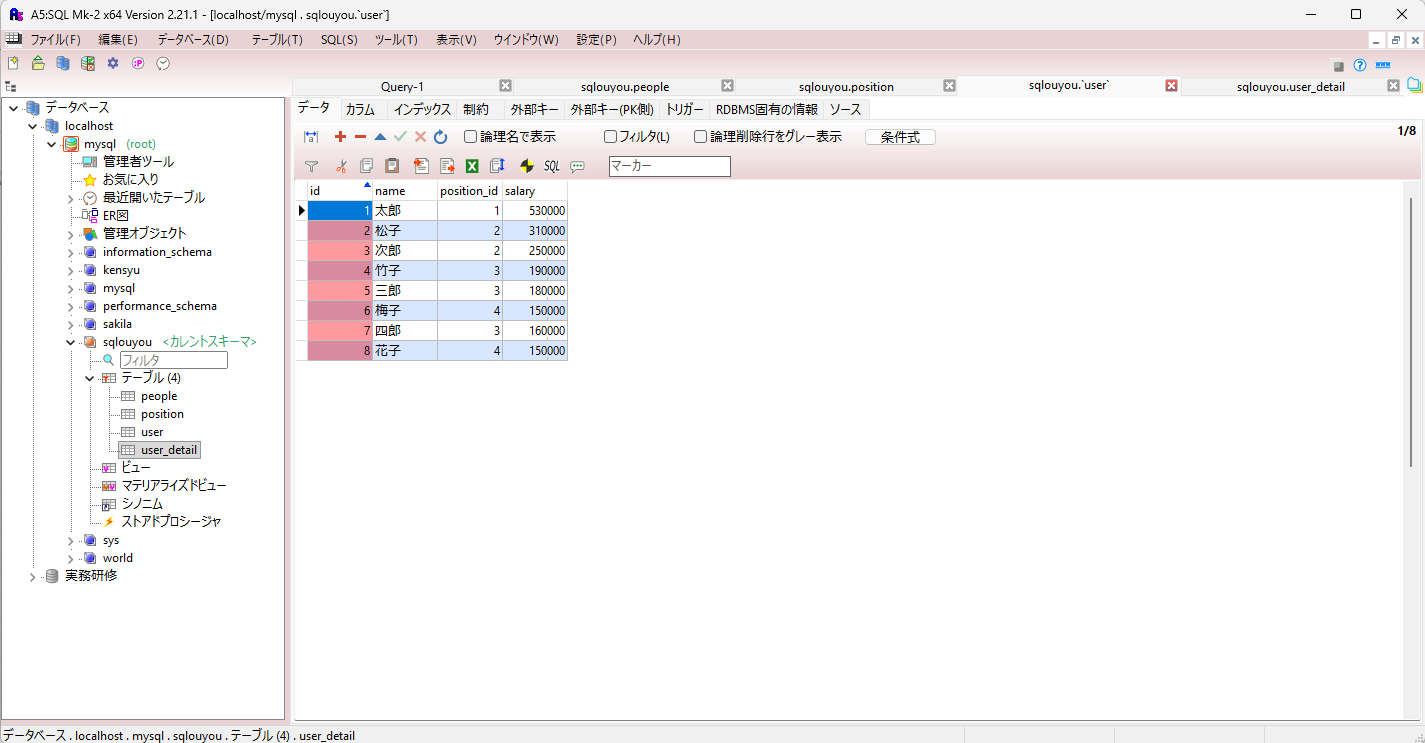 A5:SQL Mk-2 x64 Version 2.21.1 - [localhost/mysql . sqlouyou.`user`]
ファイル(F) 編集(E) データベース(D) テーブル(T) SQL(S) ツール(T) 表示(V) ウインドウ(W) 設定(P) ヘルプ(H)
Query-1 sqlouyou.people sqlouyou.position sqlouyou.`user` sqlouyou.user_detail
データベース
localhost
mysql (root)
管理者ツール
お気に入り
最近開いたテーブル
ER図
管理オブジェクト
information_schema
kensyu
mysql
performance_schema
sakila
sqlouyou <カレントスキーマ>
フィルタ
テーブル (4)
people
position
user
user_detail
ビュー
マテリアライズドビュー
シノニム
ストアドプロシージャ
sys
world
実務研修
データ カラム インデックス 制約 外部キー 外部キー(PK側) トリガー RDBMS固有の情報 ソース
論理名で表示 フィルタ(L) 論理削除行をグレー表示 条件式 1/8
SQL マーカー
id name position_id salary
1 太郎 1 530000
2 松子 2 310000
3 次郎 2 250000
4 竹子 3 190000
5 三郎 3 180000
6 梅子 4 150000
7 四郎 3 160000
8 花子 4 150000
データベース . localhost . mysql . sqlouyou . テーブル (4) . user_detail